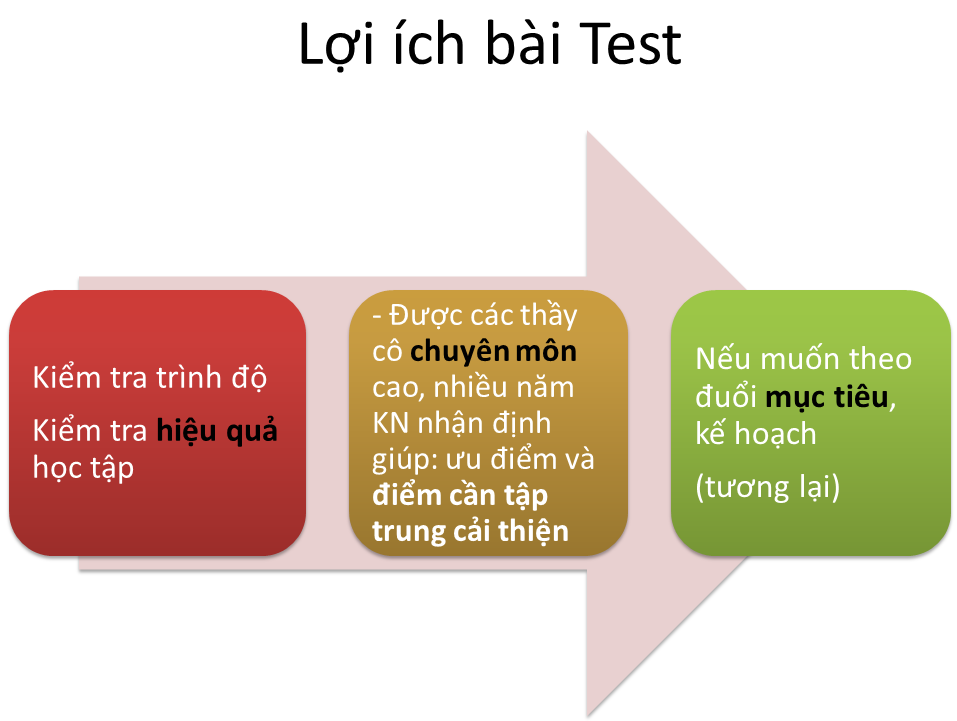 Lợi ích bài Test
Kiểm tra trình độ
Kiểm tra hiệu quả
học tập
- Được các thầy
cô chuyên môn
cao, nhiều năm
KN nhận định
giúp: ưu điểm và
điểm cần tập
trung cải thiện
Nếu muốn theo
đuổi mục tiêu,
kế hoạch
(tương lại)